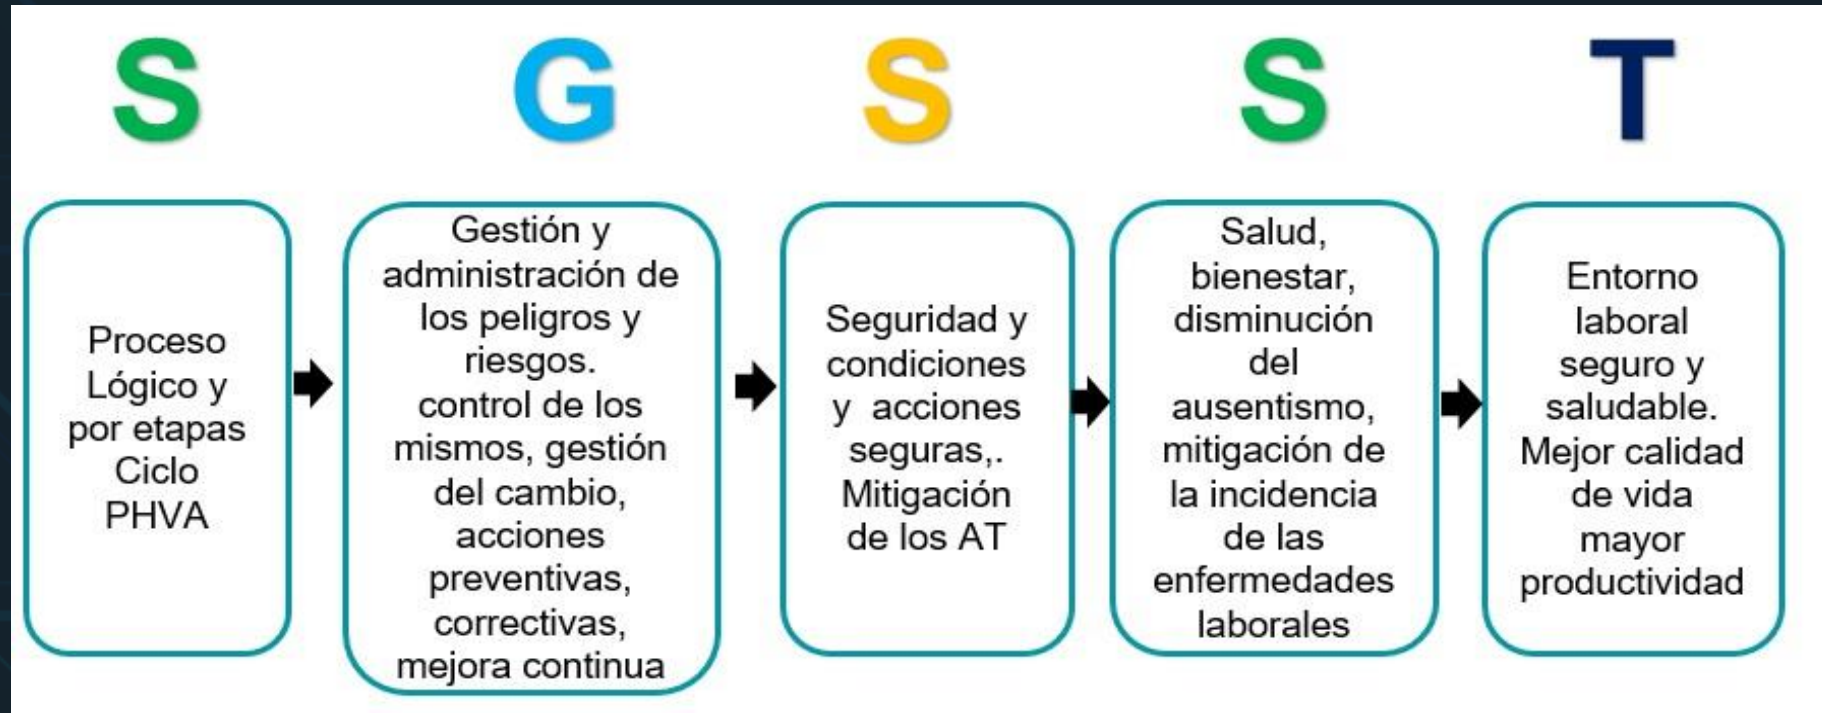 S
G
S
S
T
Proceso
Lógico y
por etapas
Ciclo
PHVA
Gestión y
administración de
los peligros y
riesgos.
control de los
mismos, gestión
del cambio,
acciones
preventivas,
correctivas,
mejora continua
Seguridad y
condiciones
y  acciones
seguras,.
Mitigación
de los AT
Salud,
bienestar,
disminución
del
ausentismo,
mitigación de
la incidencia
de las
enfermedades
laborales
Entorno
laboral
seguro y
saludable.
Mejor calidad
de vida
mayor
productividad